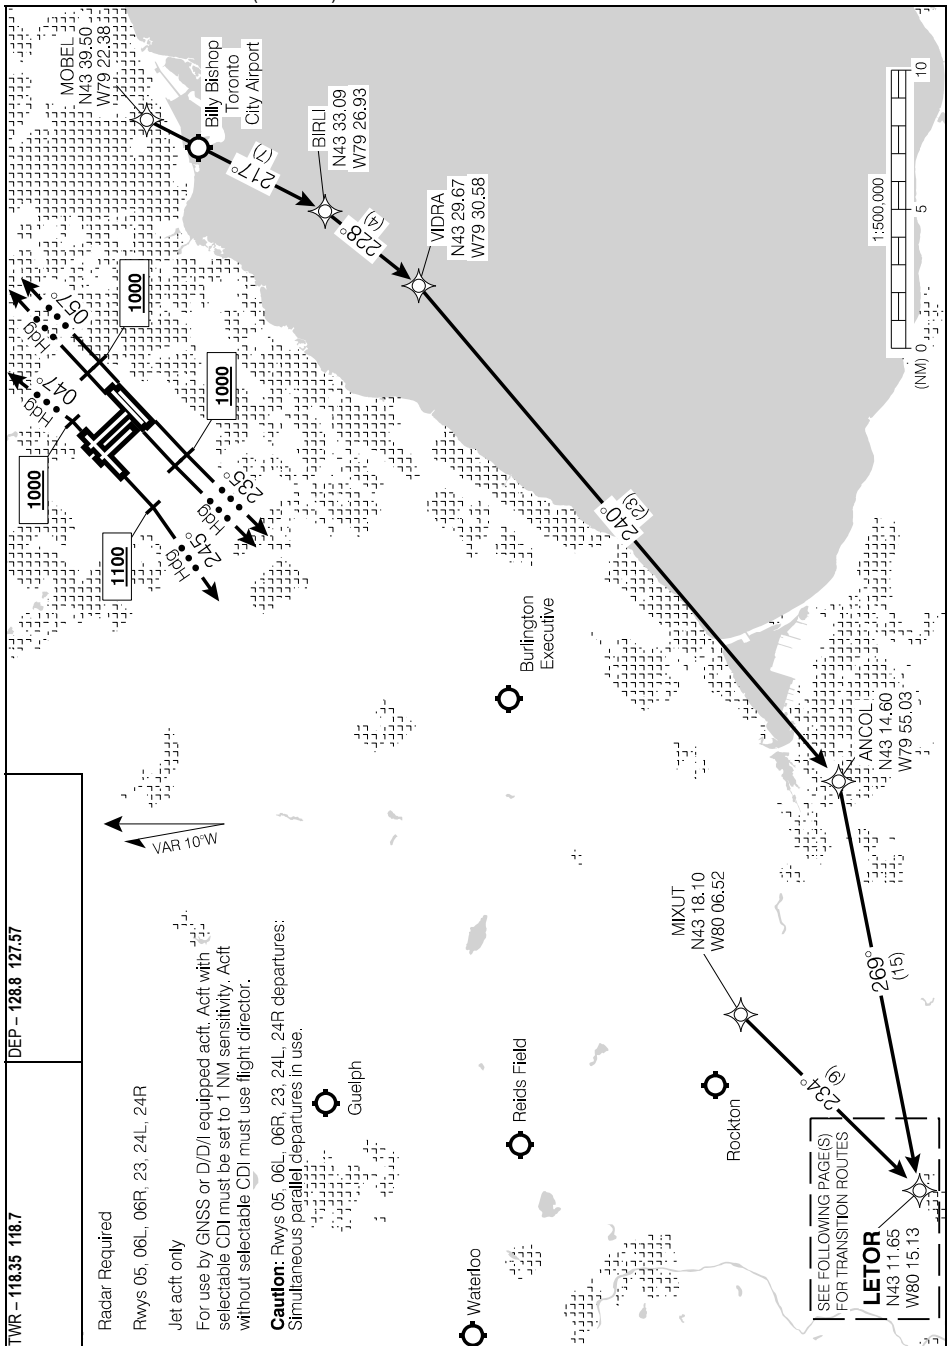 TWR – 118.35 118.7
DEP – 128.8 127.57
Radar Required
Rwys 05, 06L, 06R, 23, 24L, 24R
Jet acft only
For use by GNSS or D/D/I equipped acft. Acft with
selectable CDI must be set to 1 NM sensitivity. Acft
without selectable CDI must use flight director.
Caution: Rwys 05, 06L, 06R, 23, 24L, 24R departures:
Simultaneous parallel departures in use.
VAR 10°W
1000
1100
1000
1000
Hdg
047°
Hdg
057°
Hdg
245°
Hdg
235°
MOBEL
N43 39.50
W79 22.38
Billy Bishop
Toronto
City Airport
217°
(7)
BIRLI
N43 33.09
W79 26.93
228°
(4)
VIDRA
N43 29.67
W79 30.58
240°
(23)
ANCOL
N43 14.60
W79 55.03
269°
(15)
MIXUT
N43 18.10
W80 06.52
234°
(9)
SEE FOLLOWING PAGE(S)
FOR TRANSITION ROUTES
LETOR
N43 11.65
W80 15.13
Burlington
Executive
Guelph
Reids Field
Rockton
Waterloo
1:500,000
(NM) 0
5
10